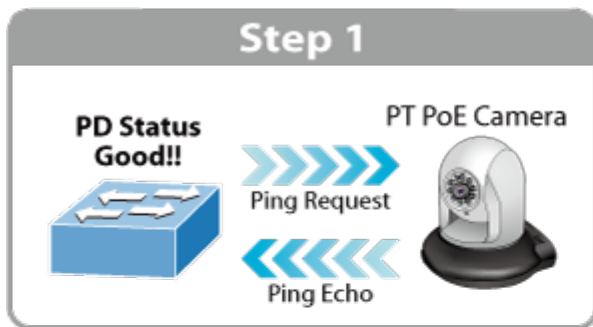 Step 1
PD Status
Good!!
PT PoE Camera
Ping Request
Ping Echo